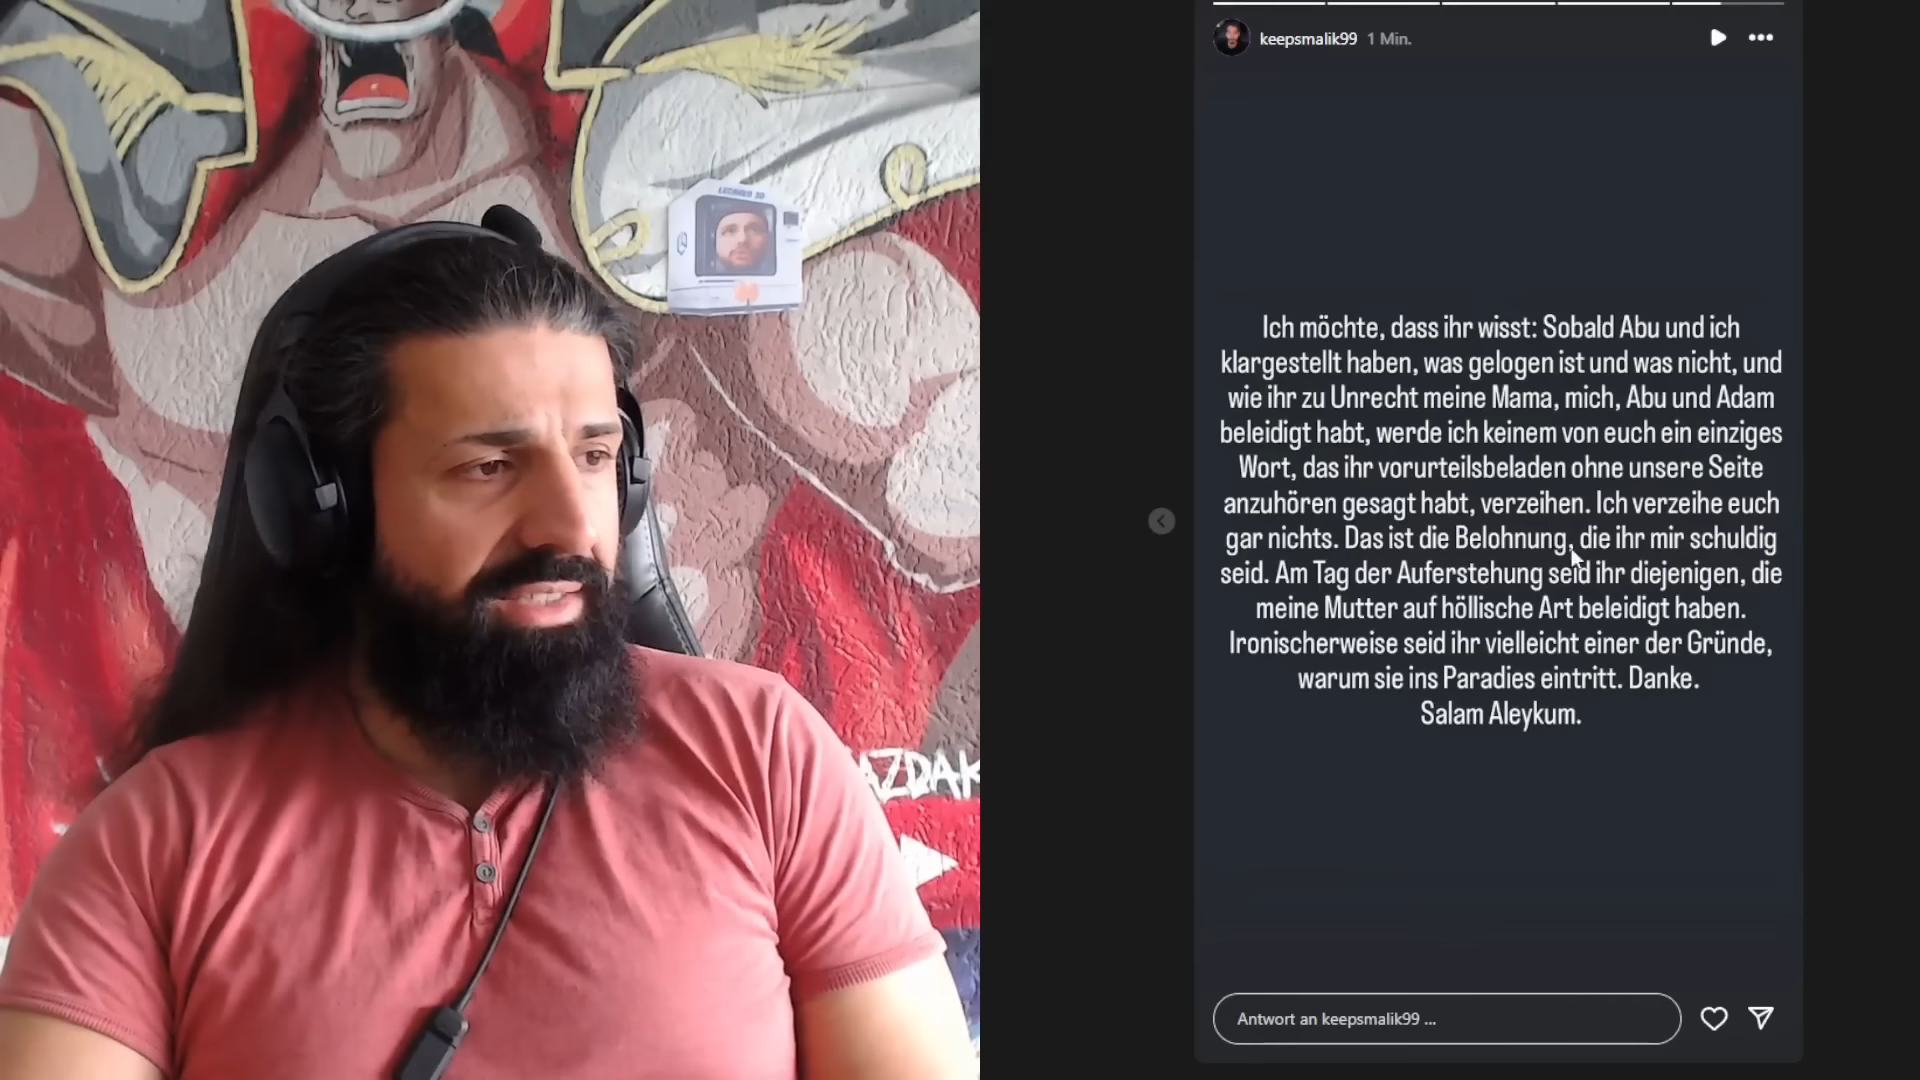 LEGENDED 3D
AZDAK
keepsmalik99 1 Min.
Ich möchte, dass ihr wisst: Sobald Abu und ich
klargestellt haben, was gelogen ist und was nicht, und
wie ihr zu Unrecht meine Mama, mich, Abu und Adam
beleidigt habt, werde ich keinem von euch ein einziges
Wort, das ihr vorurteilsbeladen ohne unsere Seite
anzuhören gesagt habt, verzeihen. Ich verzeihe euch
gar nichts. Das ist die Belohnung, die ihr mir schuldig
seid. Am Tag der Auferstehung seid ihr diejenigen, die
meine Mutter auf höllische Art beleidigt haben.
Ironischerweise seid ihr vielleicht einer der Gründe,
warum sie ins Paradies eintritt. Danke.
Salam Aleykum.
Antwort an keepsmalik99 ...